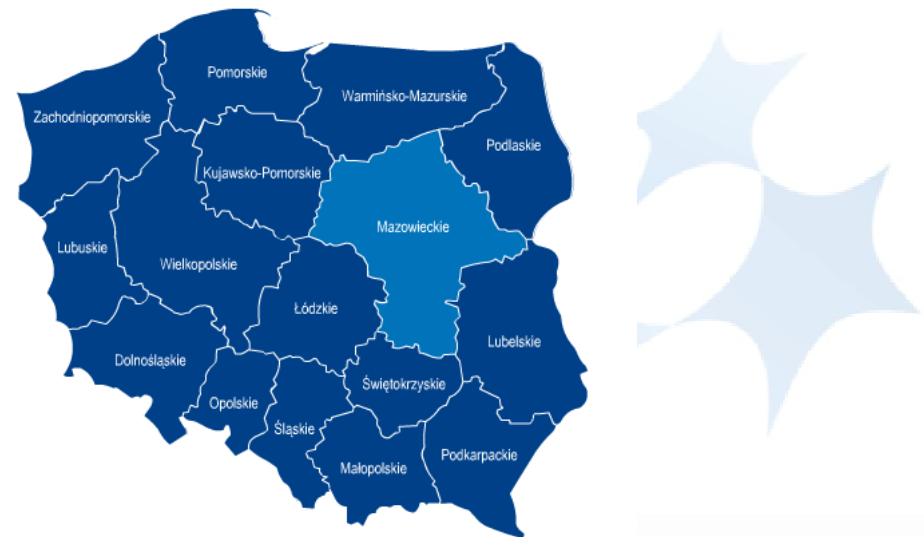 Pomorskie
Warmińsko-Mazurskie
Zachodniopomorskie
Podlaskie
Kujawsko-Pomorskie
Mazowieckie
Lubuskie
Wielkopolskie
Łódzkie
Lubelskie
Dolnośląskie
Świętokrzyskie
Opolskie
Śląskie
Podkarpackie
Małopolskie